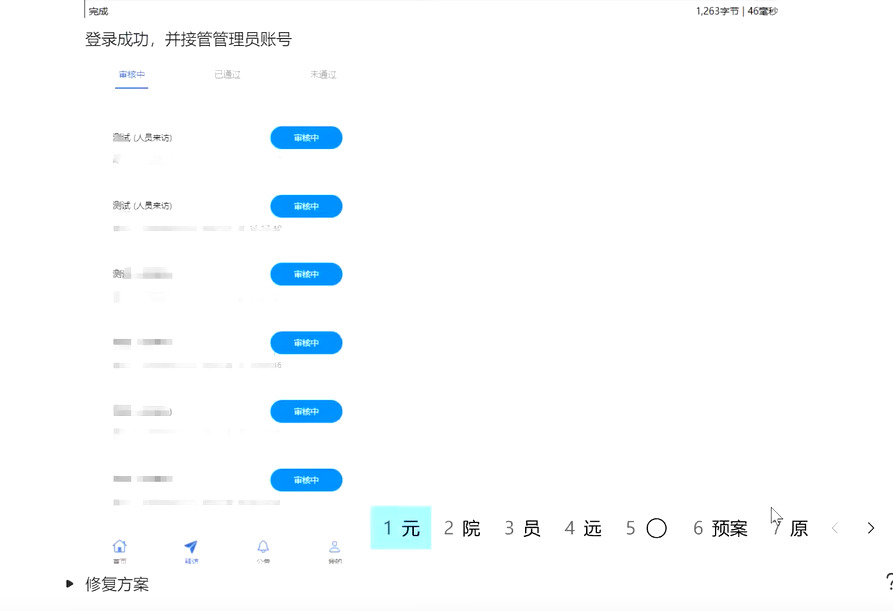 完成 1,263字节 | 46毫秒
登录成功，并接管管理员账号
审核中 已通过 未通过
测试 (人员来访) 审核中
测试 (人员来访) 审核中
审核中
审核中
审核中
审核中
1 元 2 院 3 员 4 远 5 〇 6 预案 7 原 < >
首页 公告 我的
▶ 修复方案
?